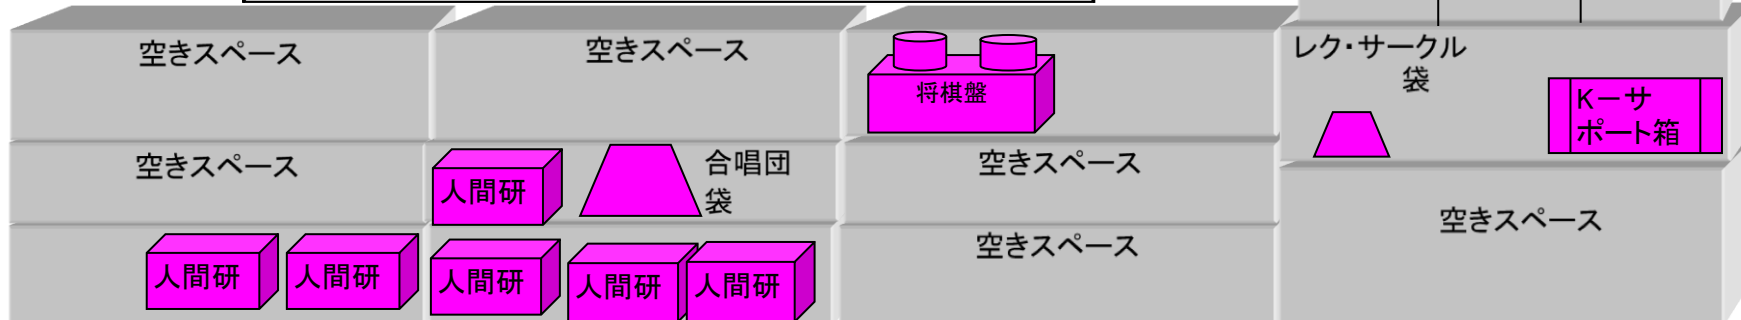 空きスペース
空きスペース
将棋盤
レク・サークル
袋
Kーサ
ポート箱
空きスペース
人間研
合唱団
袋
空きスペース
空きスペース
人間研
人間研
人間研
人間研
人間研
空きスペース